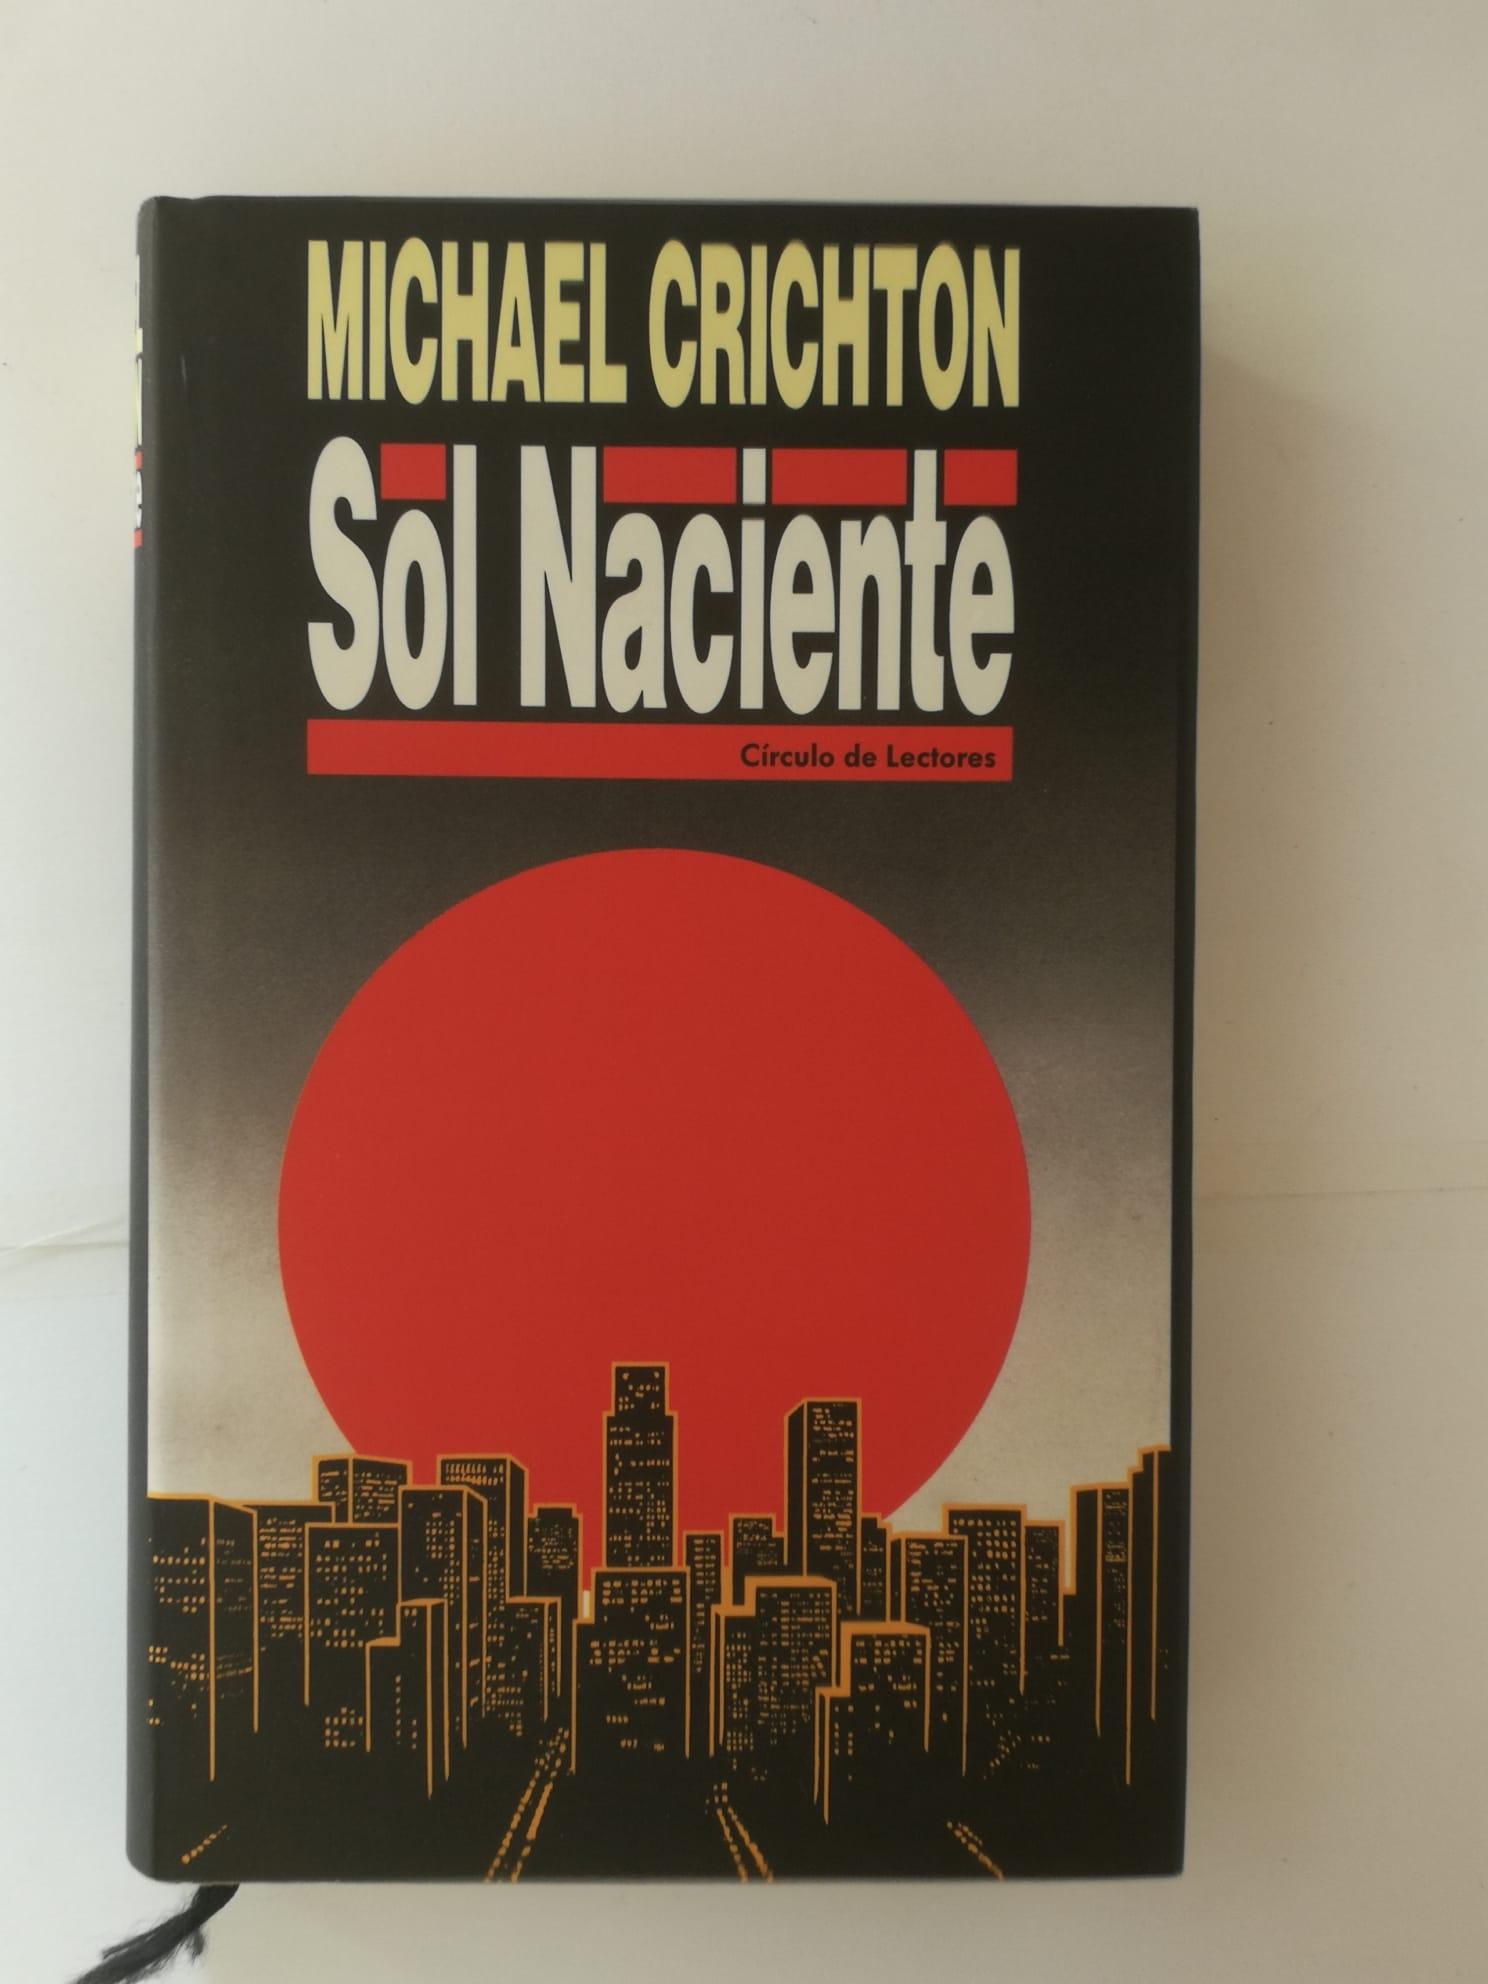 MICHAEL CRICHTON
Sol Naciente
Círculo de Lectores